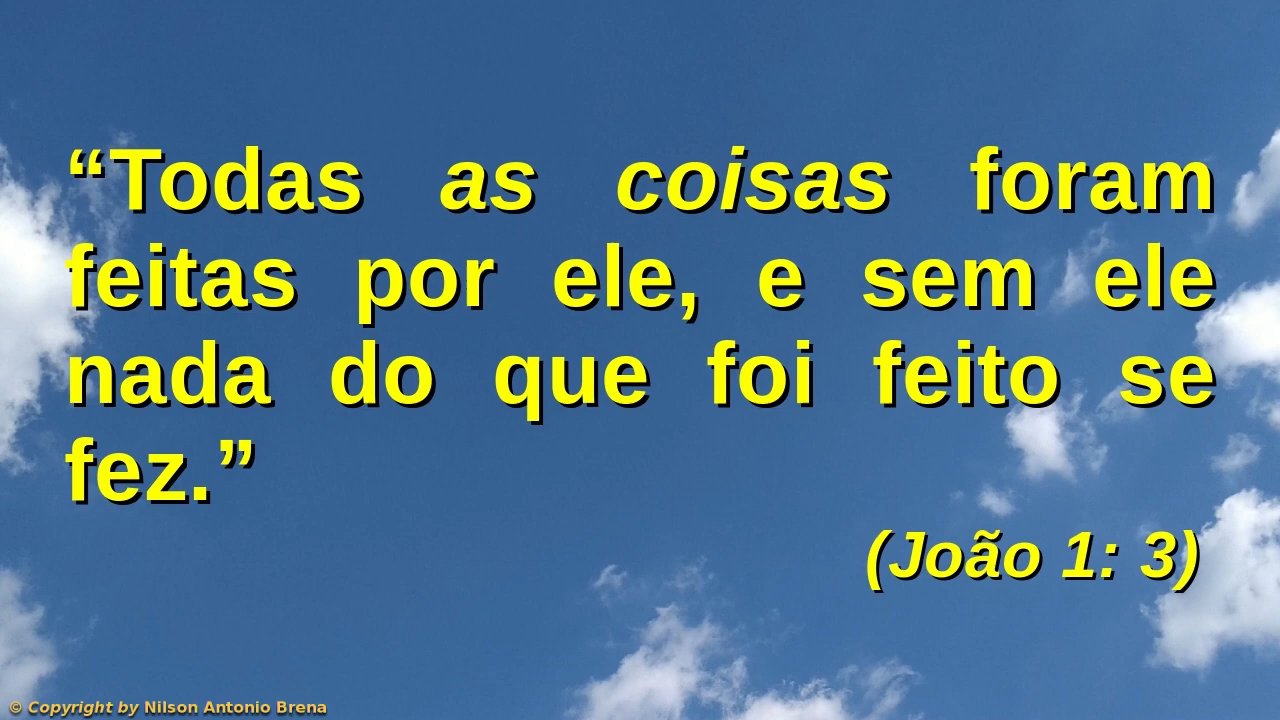 “Todas as coisas foram
feitas por ele, e sem ele
nada do que foi feito se
fez.”
(João 1: 3)
© Copyright by Nilson Antonio Brena